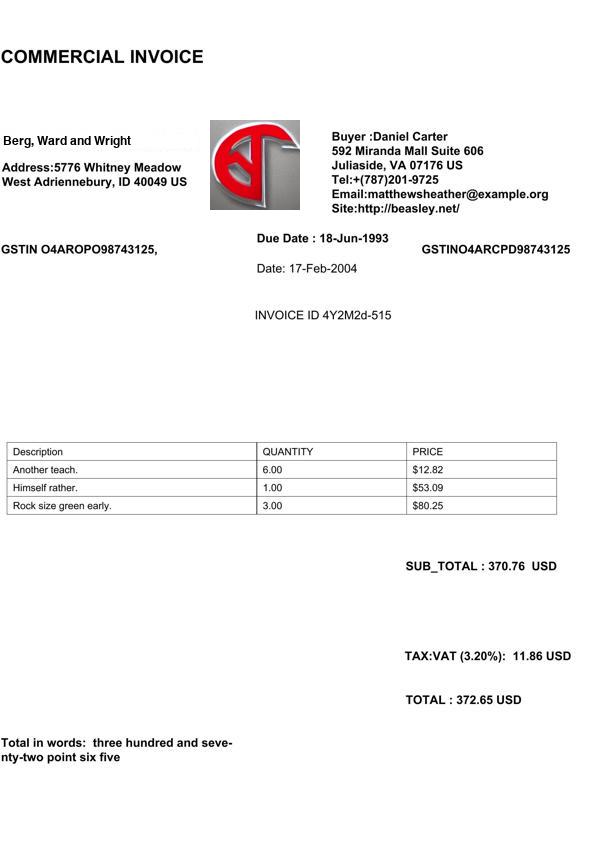 COMMERCIAL INVOICE
Berg, Ward and Wright
Address:5776 Whitney Meadow
West Adriennebury, ID 40049 US
Buyer :Daniel Carter
592 Miranda Mall Suite 606
Juliaside, VA 07176 US
Tel:+(787)201-9725
Email:matthewsheather@example.org
Site:http://beasley.net/
GSTIN O4AROPO98743125,
Due Date : 18-Jun-1993
GSTINO4ARCPD98743125
Date: 17-Feb-2004
INVOICE ID 4Y2M2d-515
Description QUANTITY PRICE
Another teach. 6.00 $12.82
Himself rather. 1.00 $53.09
Rock size green early. 3.00 $80.25
SUB_TOTAL : 370.76 USD
TAX:VAT (3.20%): 11.86 USD
TOTAL : 372.65 USD
Total in words: three hundred and seve-
nty-two point six five